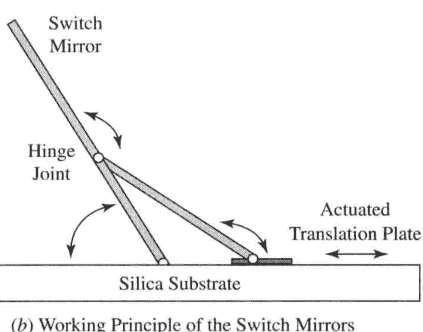 Switch
Mirror
Hinge
Joint
Actuated
Translation Plate
Silica Substrate
(b) Working Principle of the Switch Mirrors